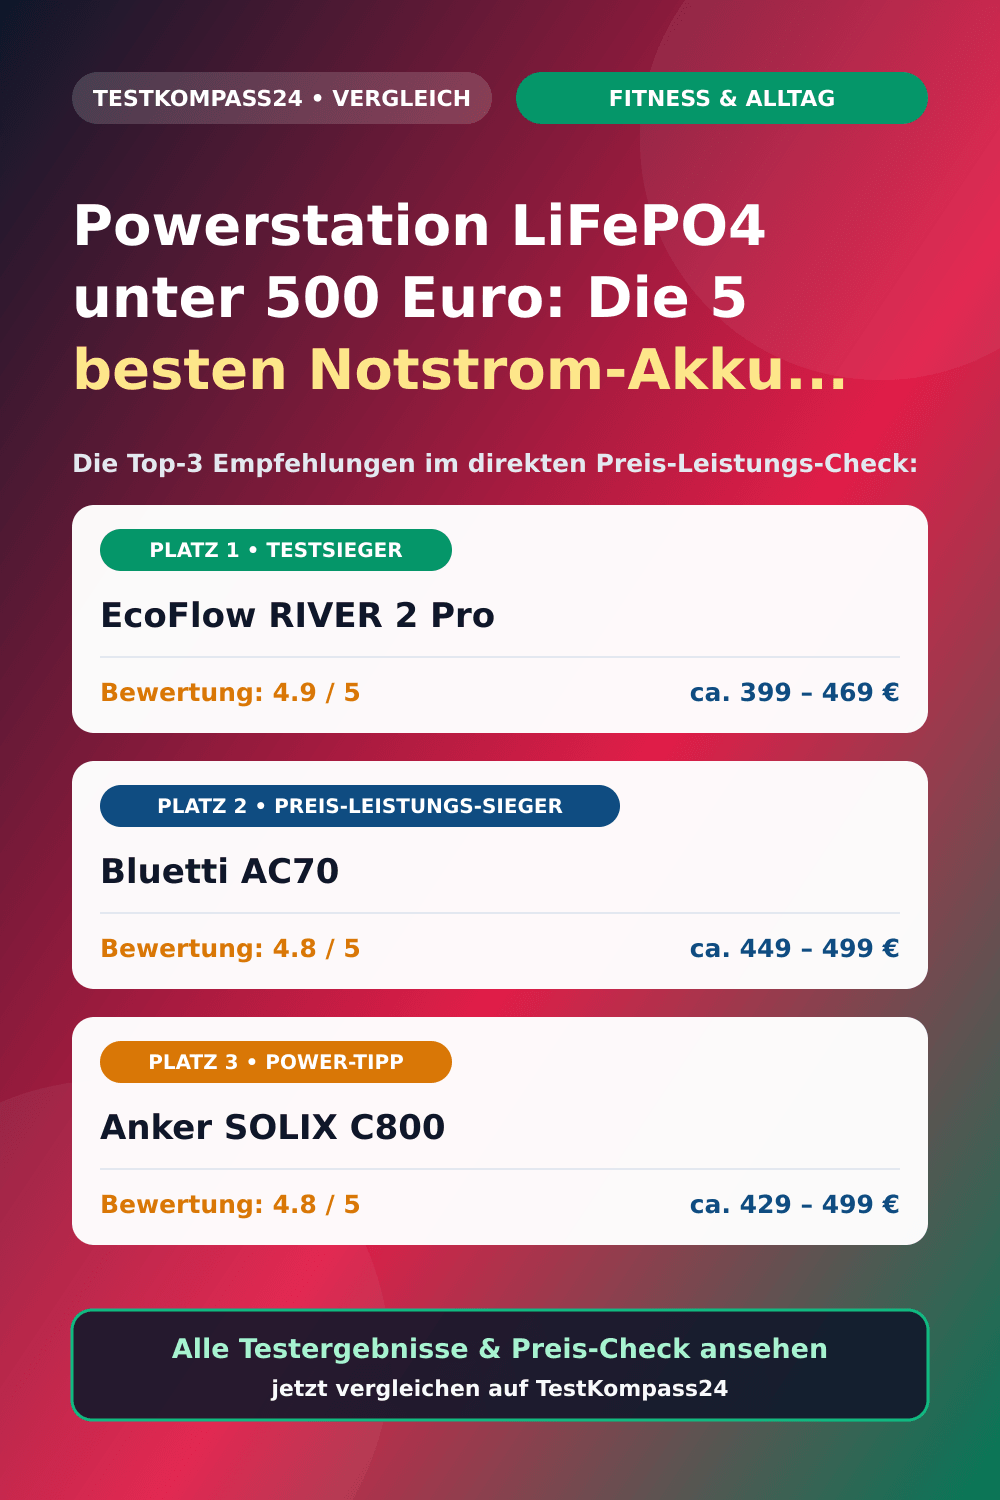 TESTKOMPASS24 • VERGLEICH
FITNESS & ALLTAG
Powerstation LiFePO4
unter 500 Euro: Die 5
besten Notstrom-Akku...
Die Top-3 Empfehlungen im direkten Preis-Leistungs-Check:
PLATZ 1 • TESTSIEGER
EcoFlow RIVER 2 Pro
Bewertung: 4.9 / 5
ca. 399 – 469 €
PLATZ 2 • PREIS-LEISTUNGS-SIEGER
Bluetti AC70
Bewertung: 4.8 / 5
ca. 449 – 499 €
PLATZ 3 • POWER-TIPP
Anker SOLIX C800
Bewertung: 4.8 / 5
ca. 429 – 499 €
Alle Testergebnisse & Preis-Check ansehen
jetzt vergleichen auf TestKompass24